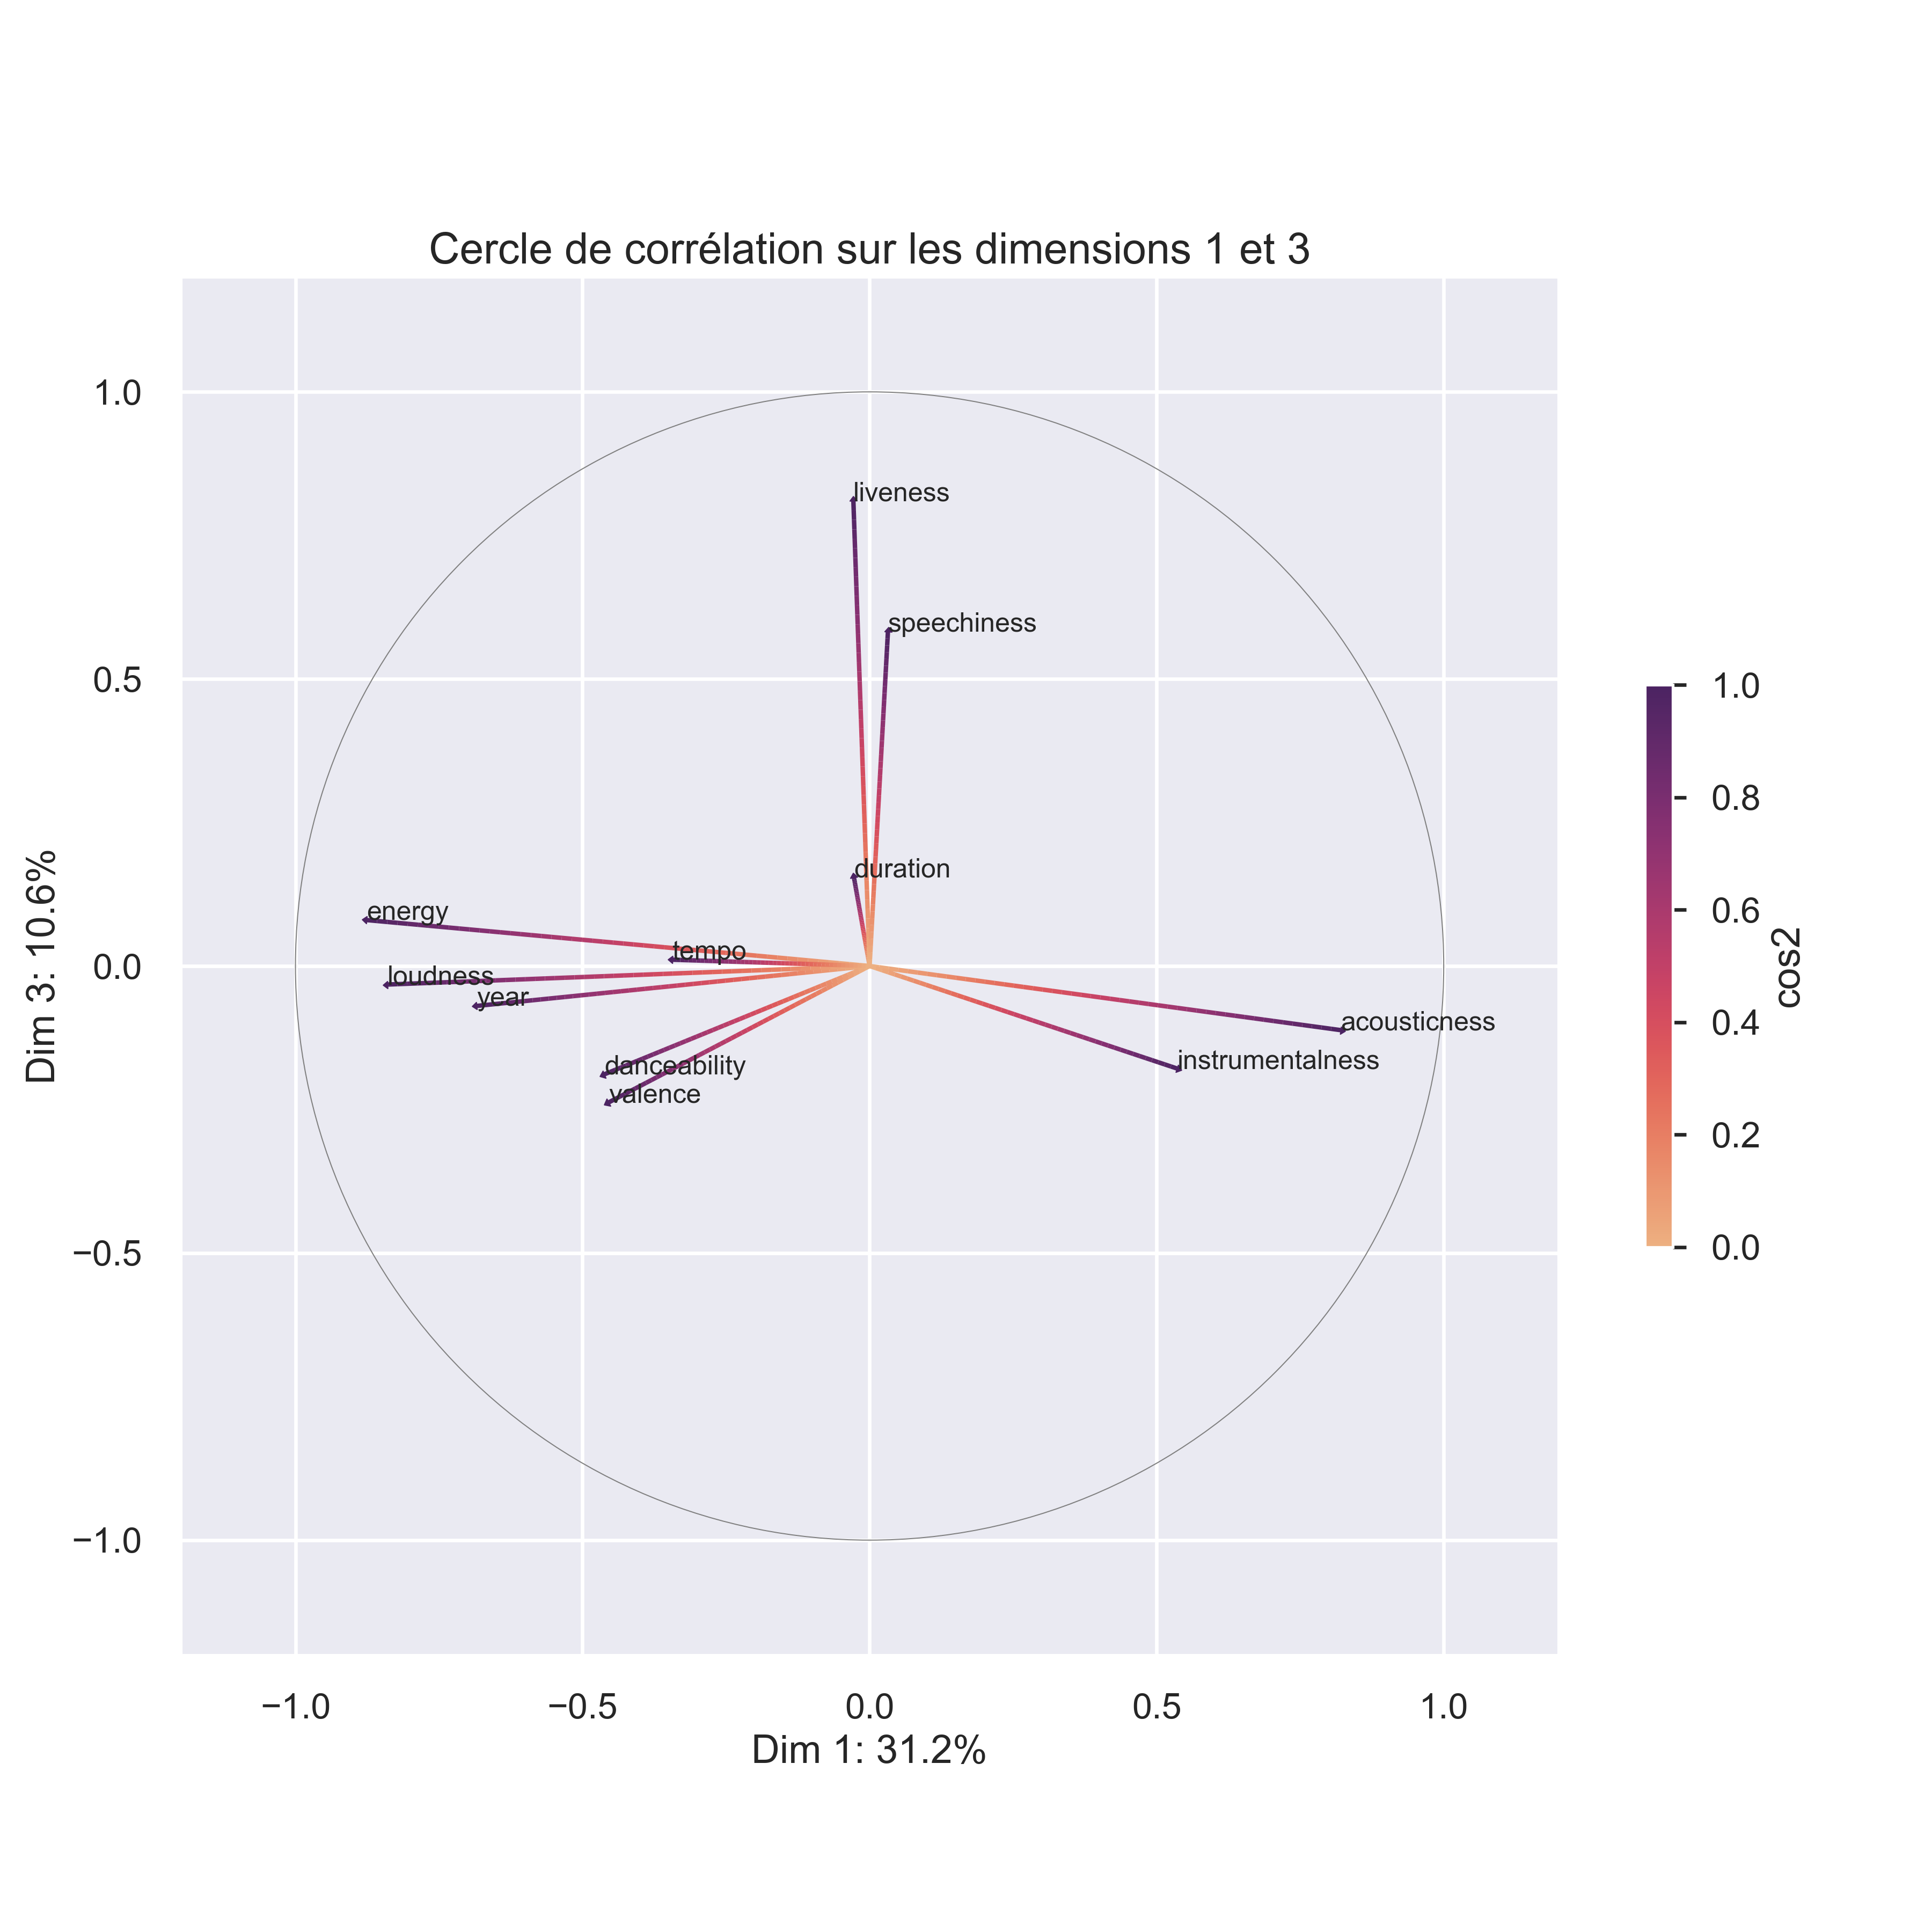 Cercle de corrélation sur les dimensions 1 et 3
1.0
0.5
0.0
−0.5
−1.0
Dim 3: 10.6%
liveness
speechiness
duration
energy
tempo
loudness
year
danceability
valence
acousticness
instrumentalness
−1.0
−0.5
0.0
0.5
1.0
Dim 1: 31.2%
1.0
0.8
0.6
0.4
0.2
0.0
cos2